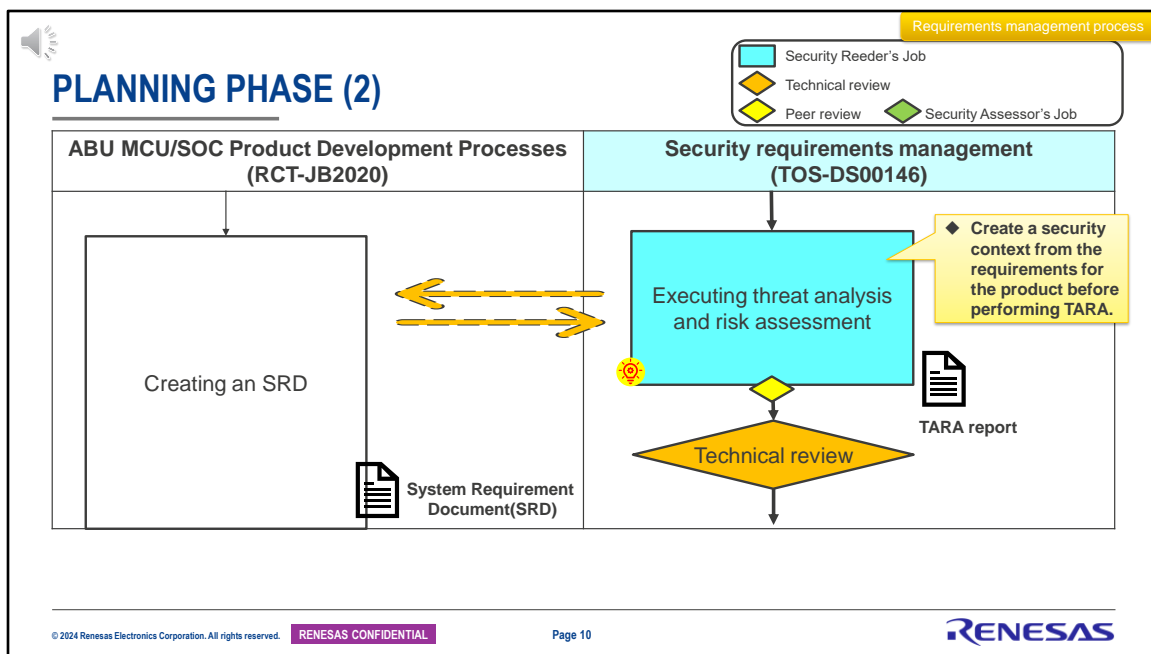 Requirements management process
PLANNING PHASE (2)
Security Reeder's Job
Technical review
Peer review
Security Assessor's Job
ABU MCU/SOC Product Development Processes
(RCT-JB2020)
Security requirements management
(TOS-DS00146)
Creating an SRD
System Requirement
Document(SRD)
Executing threat analysis
and risk assessment
◆ Create a security
context from the
requirements for
the product before
performing TARA.
TARA report
Technical review
© 2024 Renesas Electronics Corporation. All rights reserved.
RENESAS CONFIDENTIAL
Page 10
RENESAS